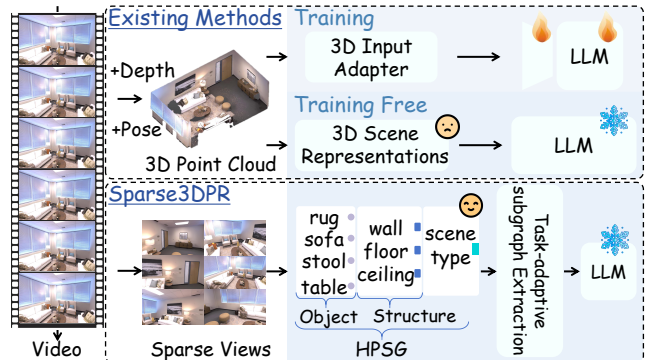 Existing Methods
Training
+Depth
+Pose
3D Point Cloud
3D Input
Adapter
LLM
Training Free
3D Scene
Representations
LLM
Sparse3DPR
rug
sofa
stool
table
wall
floor
ceiling
scene
type
Task-adaptive
subgraph Extraction
LLM
Object
Structure
Video
Sparse Views
HPSG